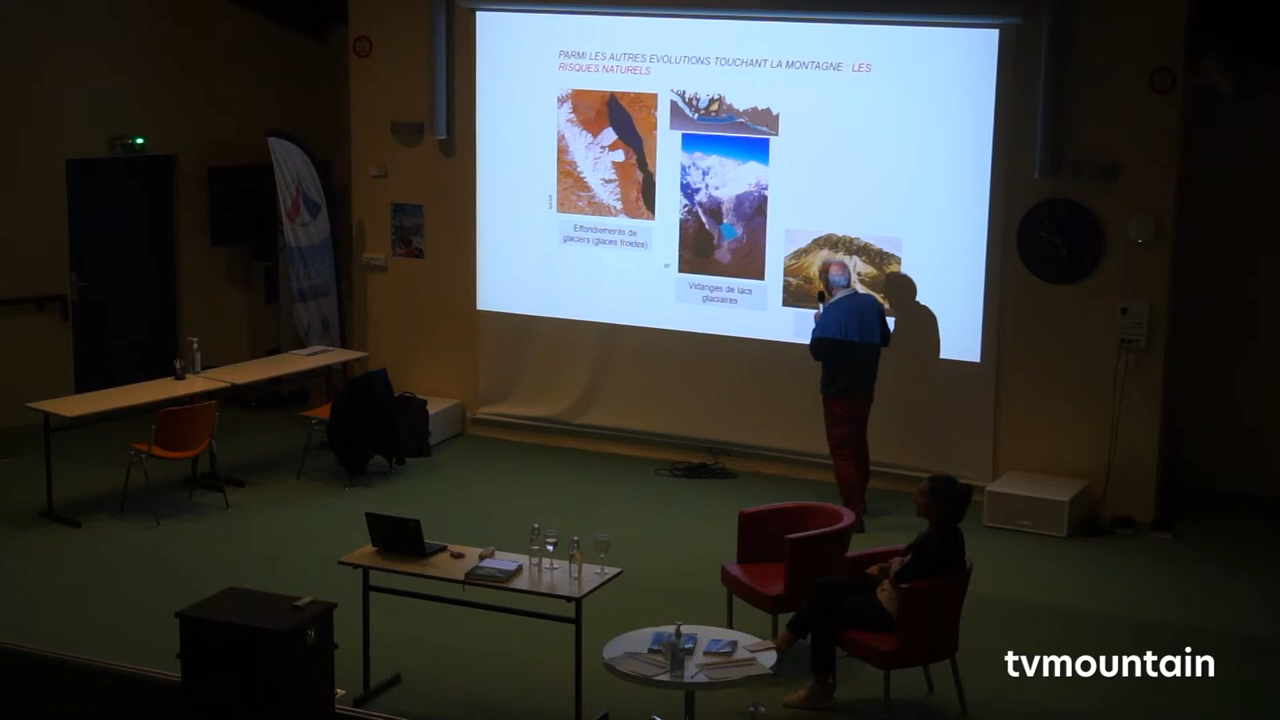 PARMI LES AUTRES EVOLUTIONS TOUCHANT LA MONTAGNE : LES
RISQUES NATURELS
Effondrements de
glaciers (glaces froides)
Vidanges de lacs
glaciaires
tvmountain